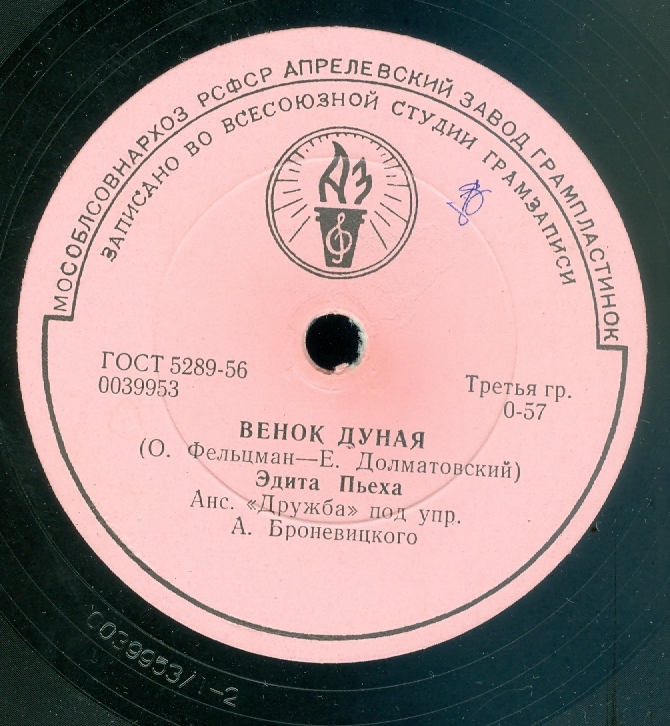 МОСОБЛСОВНАРХОЗ РСФСР АПРЕЛЕВСКИЙ ЗАВОД ГРАМПЛАСТИНОК
ЗАПИСАНО ВО ВСЕСОЮЗНОЙ СТУДИИ ГРАМЗАПИСИ
АЗ
ГОСТ 5289-56
0039953
Третья гр.
0-57
ВЕНОК ДУНАЯ
(О. Фельцман—Е. Долматовский)
Эдита Пьеха
Анс. «Дружба» под упр.
А. Броневицкого
0039953/1-2